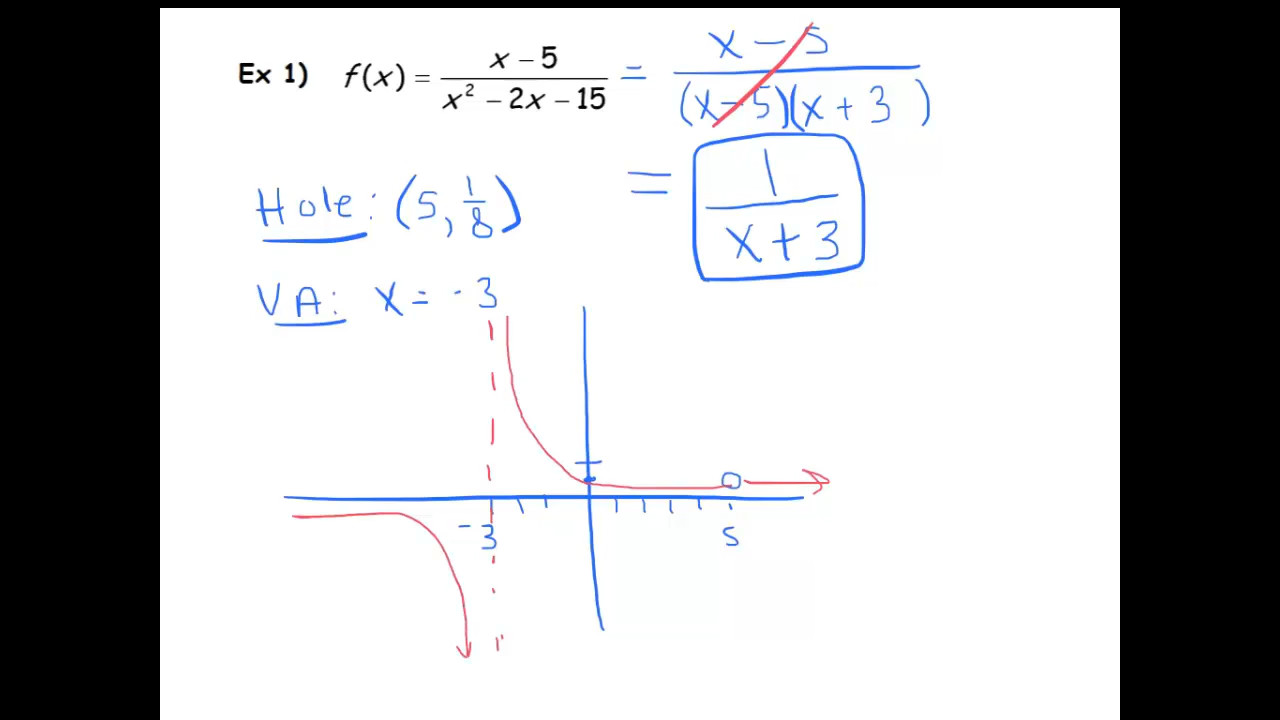 Ex 1) f(x) = x - 5 / x² - 2x - 15 = x - 5 / (x - 5)(x + 3)
= 1 / x + 3
Hole: (5, 1/8)
VA: x = -3
-3 5